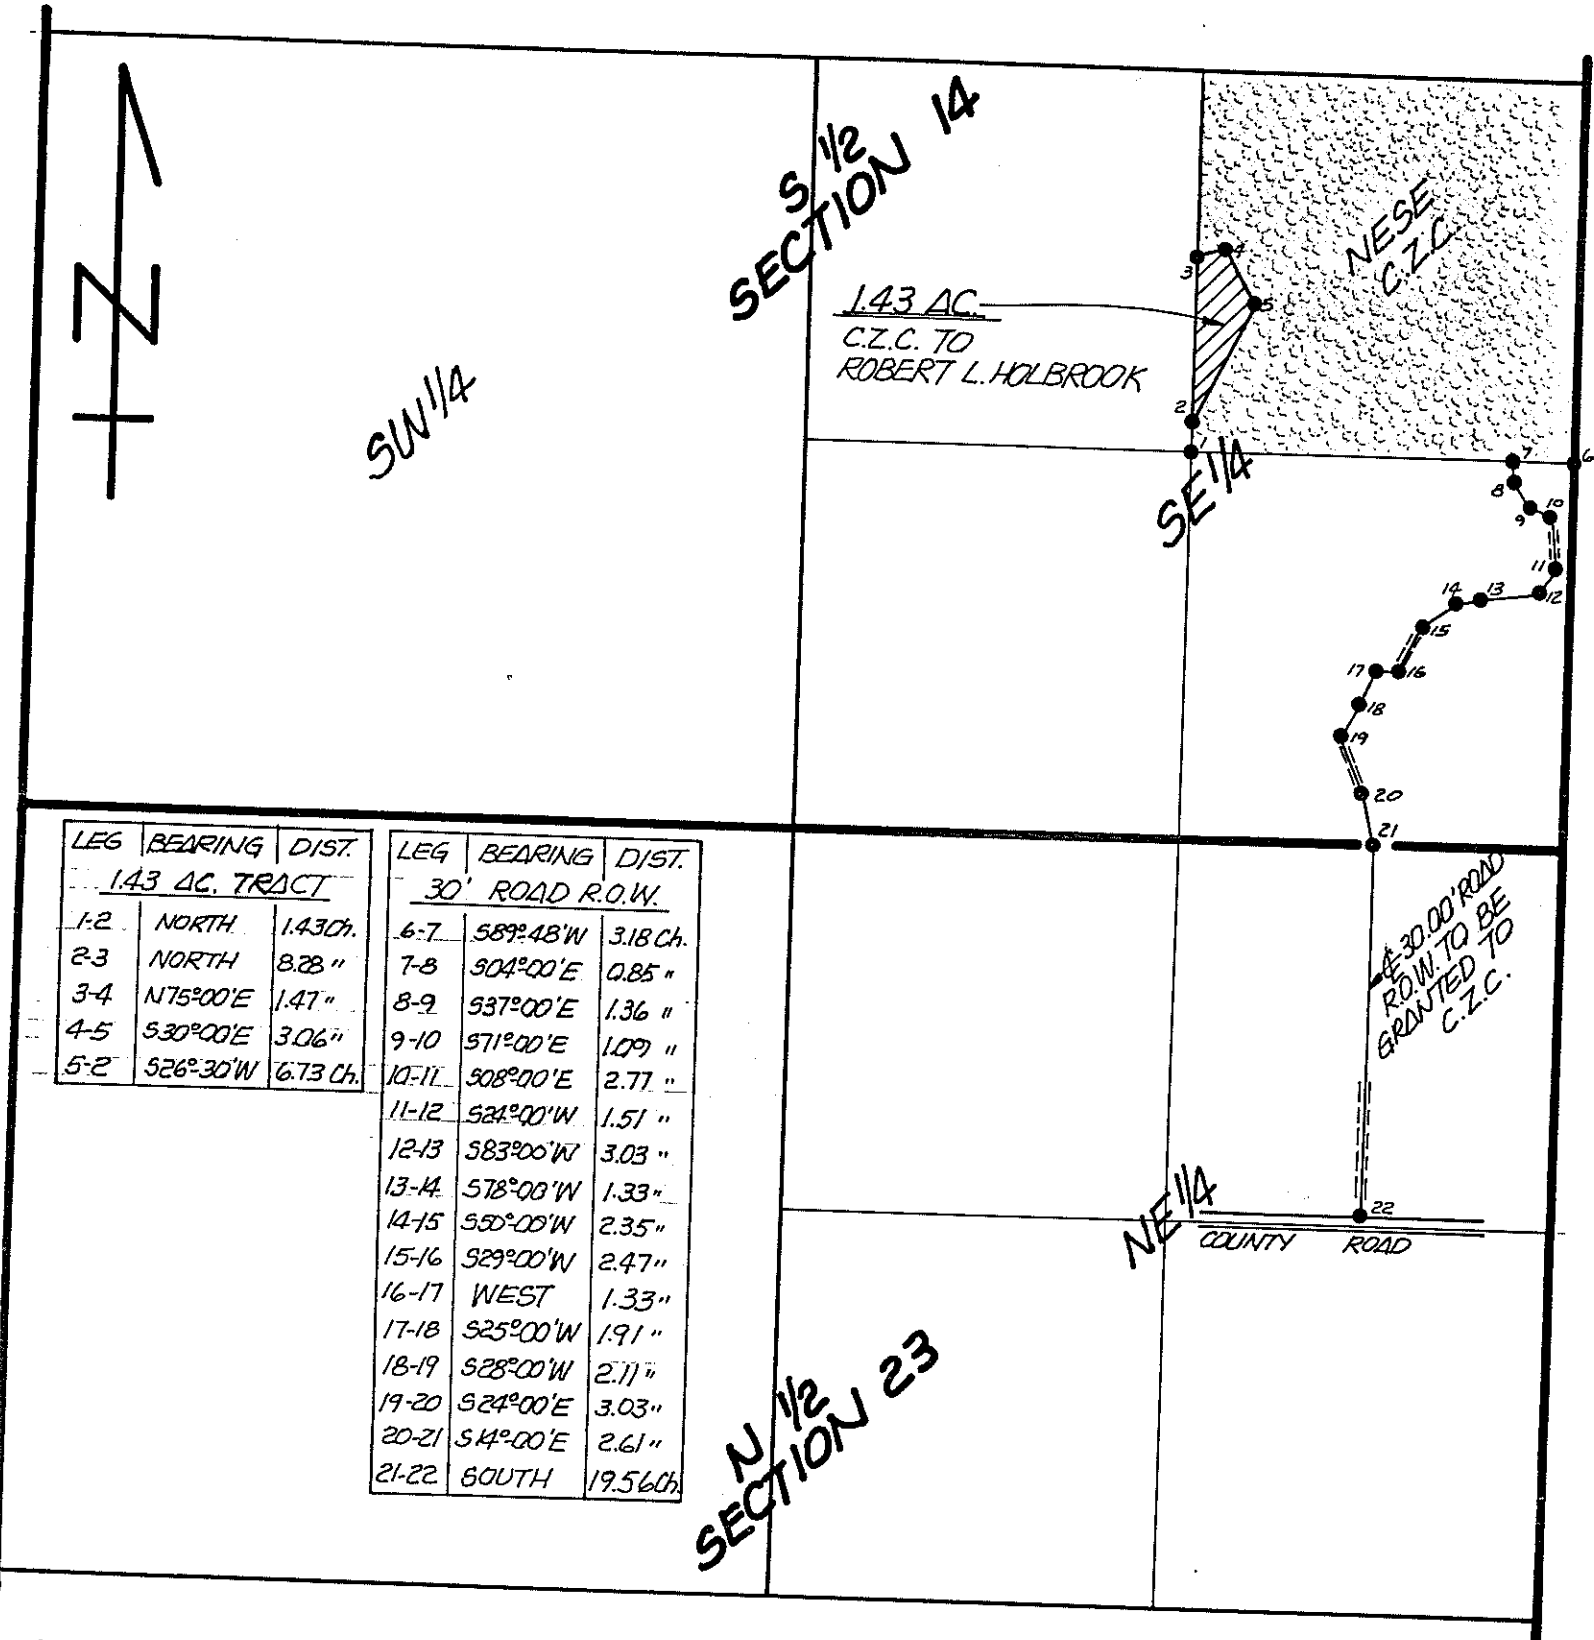 N
S 1/2
SECTION 14
NESE
C.Z.C.
SW 1/4
1.43 AC.
C.Z.C. TO
ROBERT L. HOLBROOK
SE 1/4
1
2
3
4
5
6
7
8
9
10
11
12
13
14
15
16
17
18
19
20
21
22
LEG BEARING DIST.
1.43 AC. TRACT
1-2 NORTH 1.43 Ch.
2-3 NORTH 8.28 "
3-4 N75°00'E 1.47 "
4-5 S30°00'E 3.06 "
5-2 S26°30'W 6.73 Ch.
LEG BEARING DIST.
30' ROAD R.O.W.
6-7 S89°48'W 3.18 Ch.
7-8 S04°00'E 0.85 "
8-9 S37°00'E 1.36 "
9-10 S71°00'E 1.09 "
10-11 S08°00'E 2.77 "
11-12 S24°00'W 1.51 "
12-13 S83°00'W 3.03 "
13-14 S78°00'W 1.33 "
14-15 S50°00'W 2.35 "
15-16 S29°00'W 2.47 "
16-17 WEST 1.33 "
17-18 S25°00'W 1.91 "
18-19 S28°00'W 2.11 "
19-20 S24°00'E 3.03 "
20-21 S14°00'E 2.61 "
21-22 SOUTH 19.56 Ch.
℄ 30.00' ROAD
R.O.W. TO BE
GRANTED TO
C.Z.C.
NE 1/4
COUNTY ROAD
N 1/2
SECTION 23